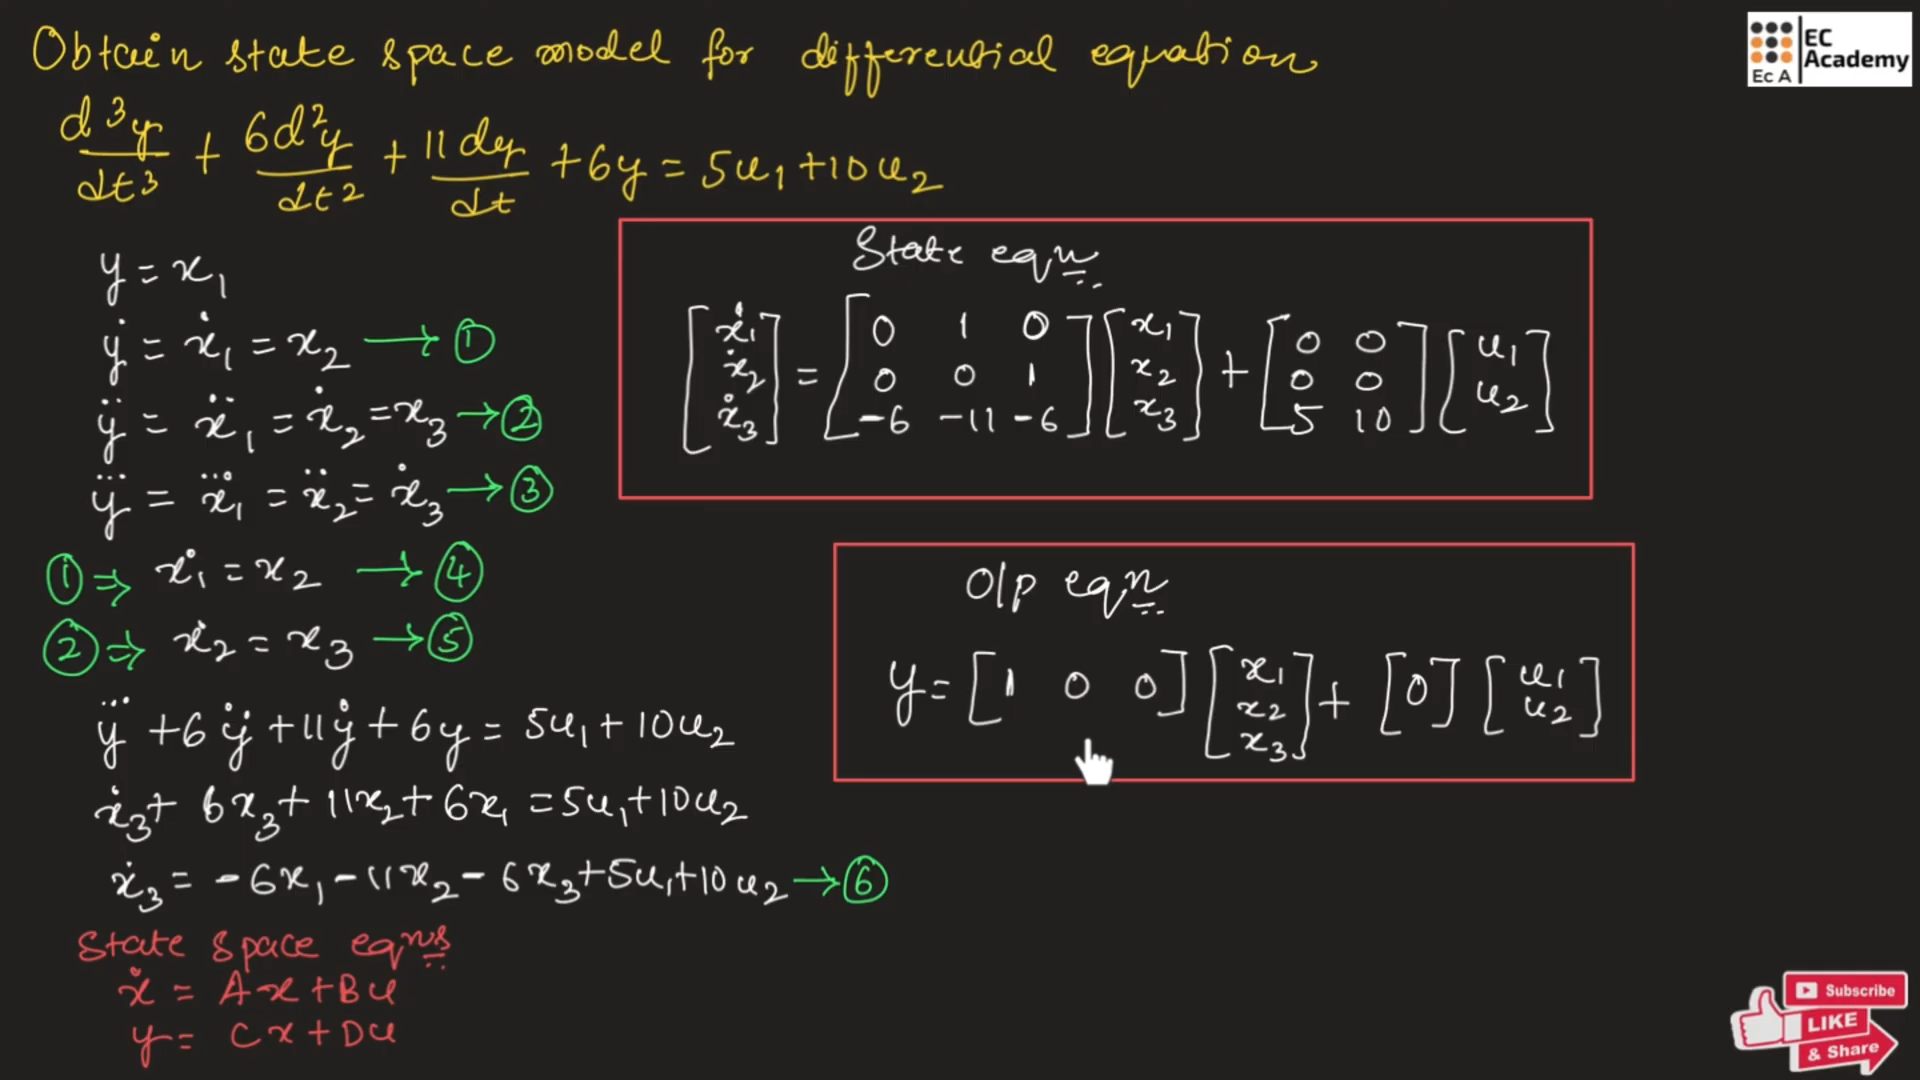 Obtain state space model for differential equation
d³y/dt³ + 6d²y/dt² + 11dy/dt + 6y = 5u₁ + 10u₂
EC Academy
Ec A
y = x₁
ẏ = ẋ₁ = x₂ → ①
ÿ = ẍ₁ = ẋ₂ = x₃ → ②
y⃛ = x⃛₁ = ẍ₂ = ẋ₃ → ③
① ⇒ ẋ₁ = x₂ → ④
② ⇒ ẋ₂ = x₃ → ⑤
y⃛ + 6ÿ + 11ẏ + 6y = 5u₁ + 10u₂
ẋ₃ + 6x₃ + 11x₂ + 6x₁ = 5u₁ + 10u₂
ẋ₃ = -6x₁ - 11x₂ - 6x₃ + 5u₁ + 10u₂ → ⑥
State space eqns
ẋ = Ax + Bu
y = Cx + Du
State eqn
[ẋ₁ ẋ₂ ẋ₃] = [0 1 0; 0 0 1; -6 -11 -6] [x₁ x₂ x₃] + [0 0; 0 0; 5 10] [u₁ u₂]
O/p eqn
y = [1 0 0] [x₁ x₂ x₃] + [0] [u₁ u₂]
Subscribe
LIKE
& Share